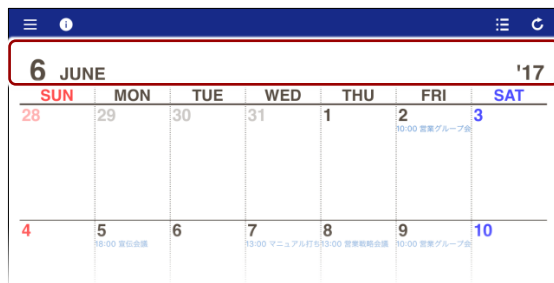 6 JUNE '17
SUN MON TUE WED THU FRI SAT
28 29 30 31 1 2 3
10:00 営業グループ会
4 5 6 7 8 9 10
18:00 宣伝会議 13:00 マニュアル打ち 13:00 営業戦略会議 10:00 営業グループ会